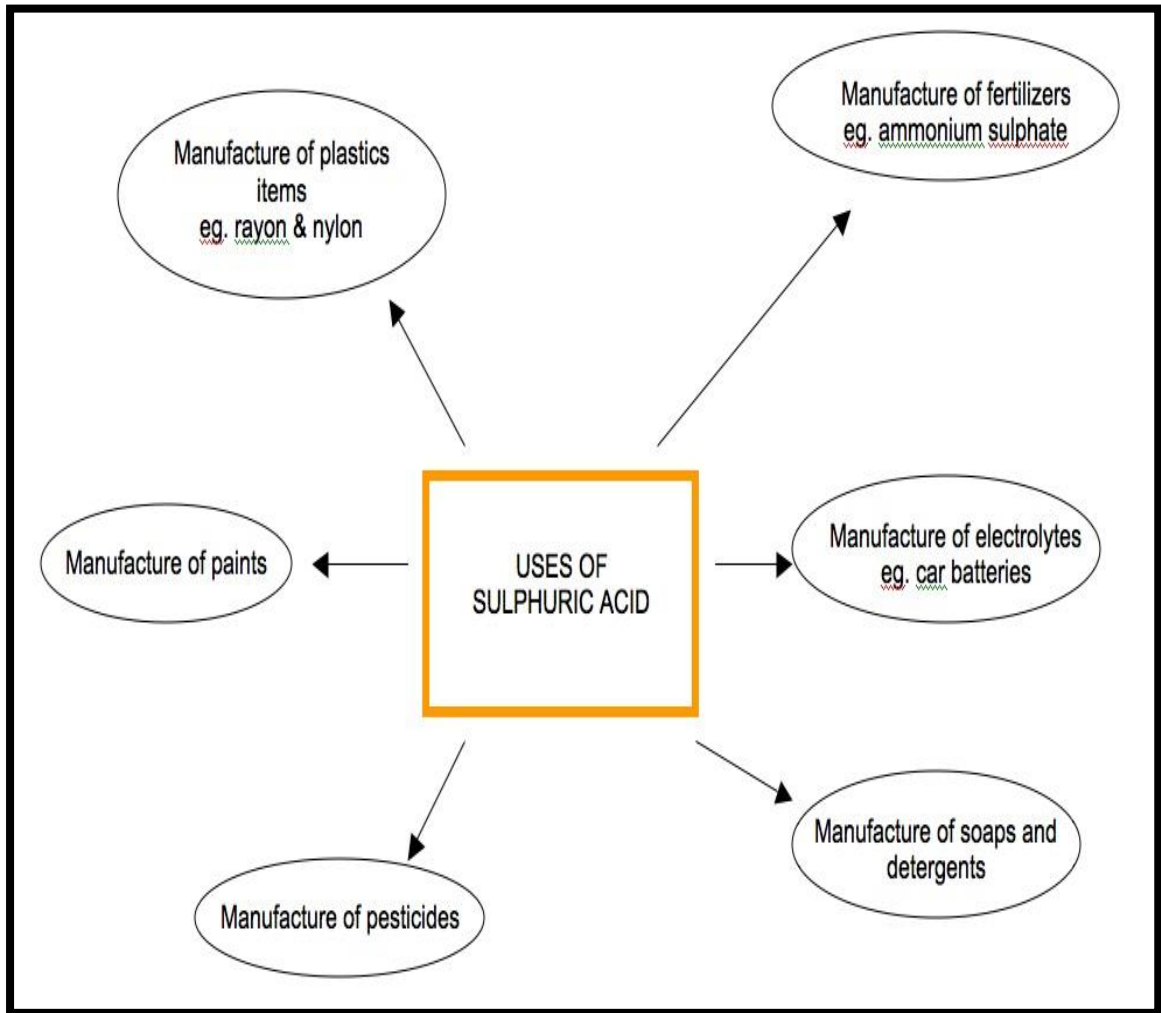 Manufacture of fertilizers
eg. ammonium sulphate
Manufacture of plastics
items
eg. rayon & nylon
Manufacture of paints
USES OF
SULPHURIC ACID
Manufacture of electrolytes
eg. car batteries
Manufacture of soaps and
detergents
Manufacture of pesticides